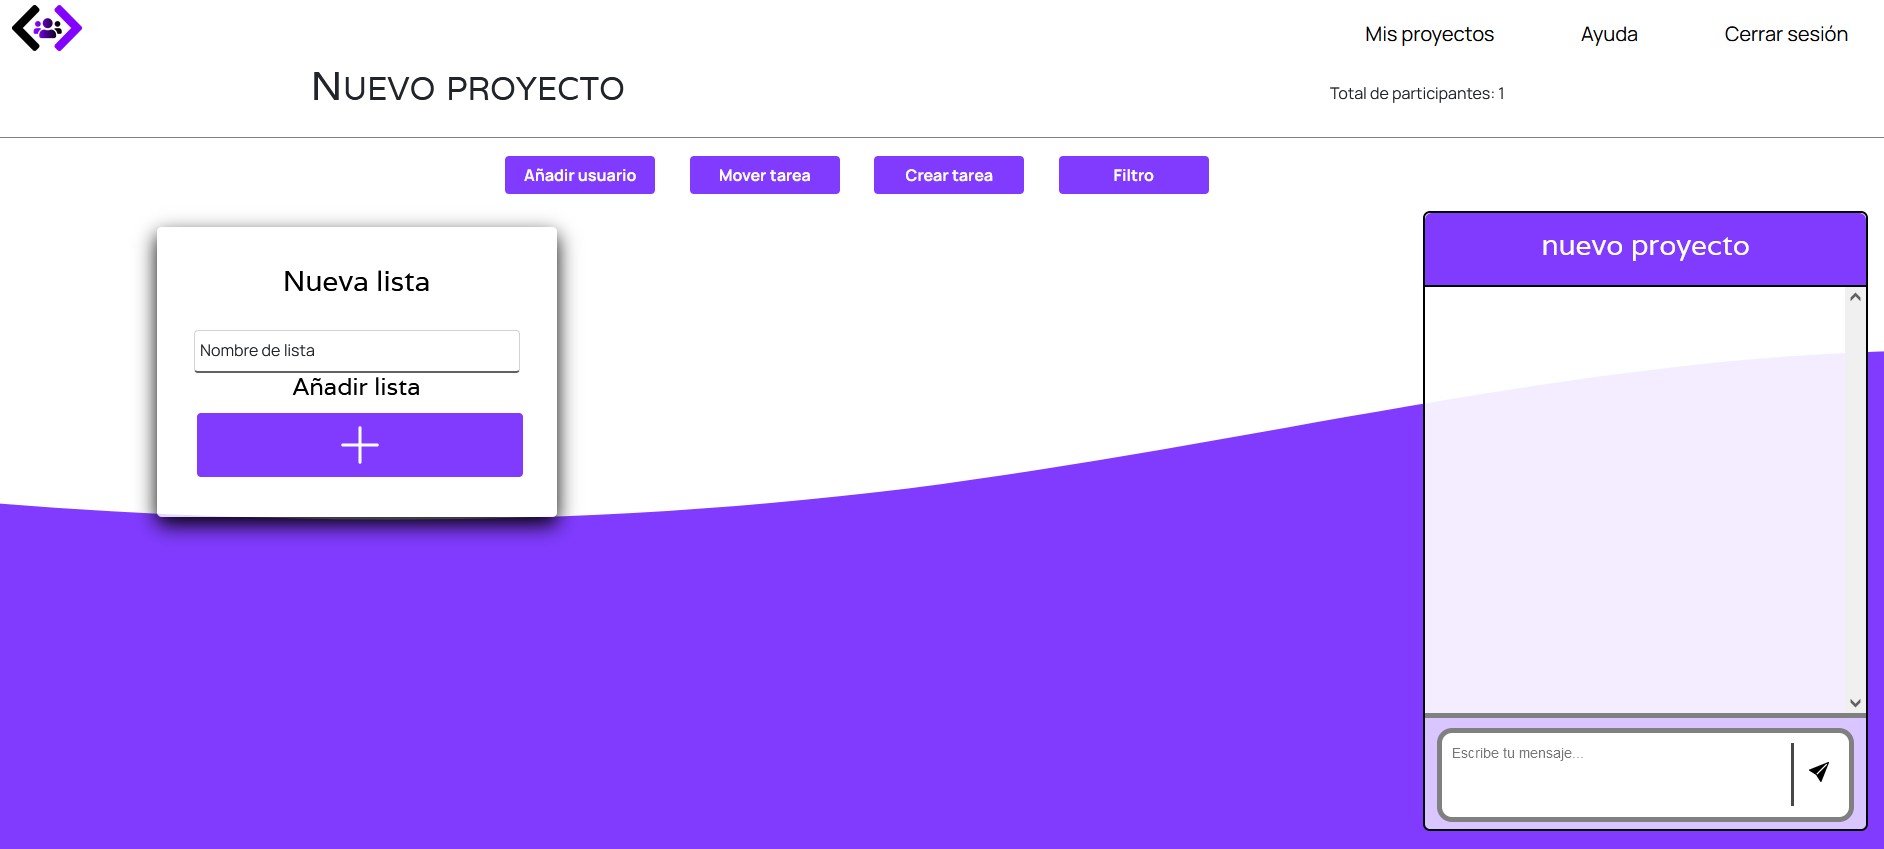 Mis proyectos Ayuda Cerrar sesión
NUEVO PROYECTO
Total de participantes: 1
Añadir usuario Mover tarea Crear tarea Filtro
Nueva lista
Nombre de lista
Añadir lista
nuevo proyecto
Escribe tu mensaje...